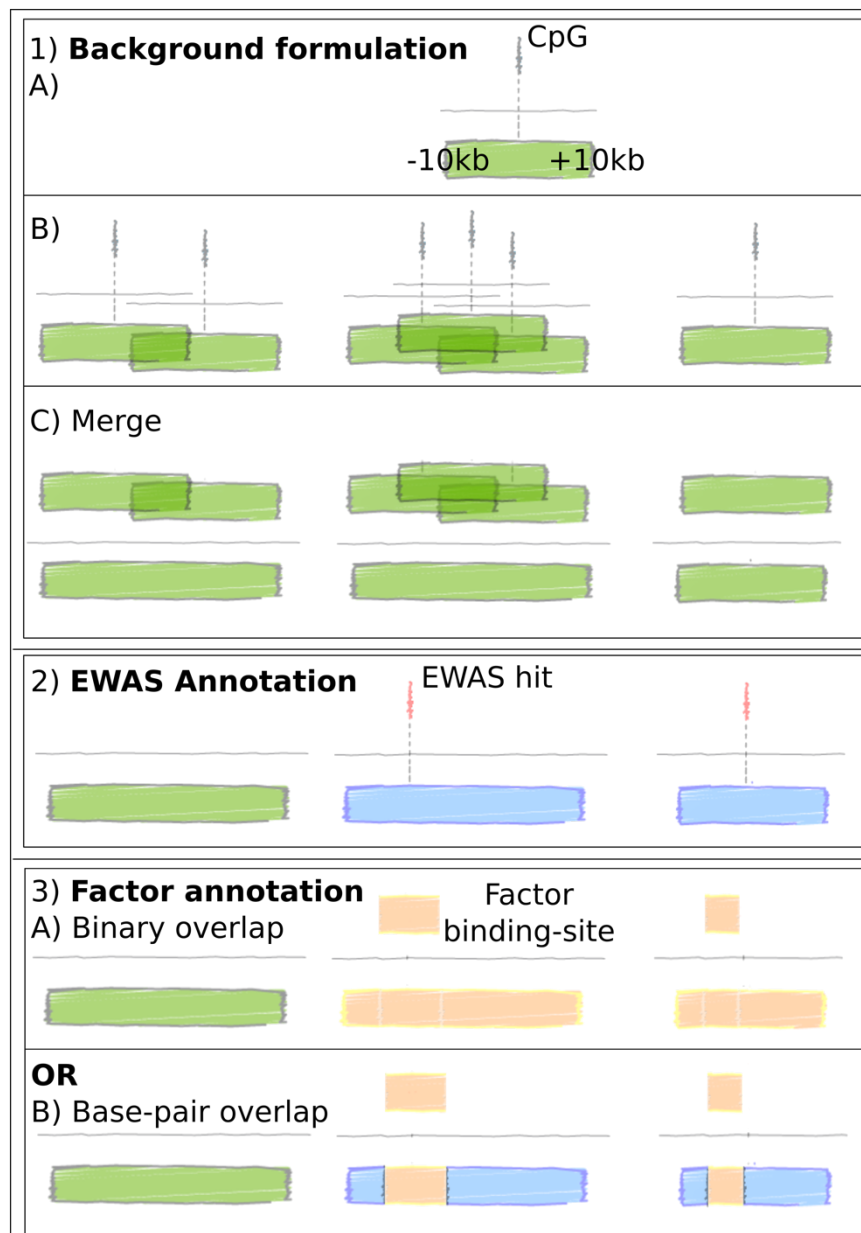 1) Background formulation
A)
CpG
-10kb +10kb
B)
C) Merge
2) EWAS Annotation
EWAS hit
3) Factor annotation
A) Binary overlap
Factor
binding-site
OR
B) Base-pair overlap